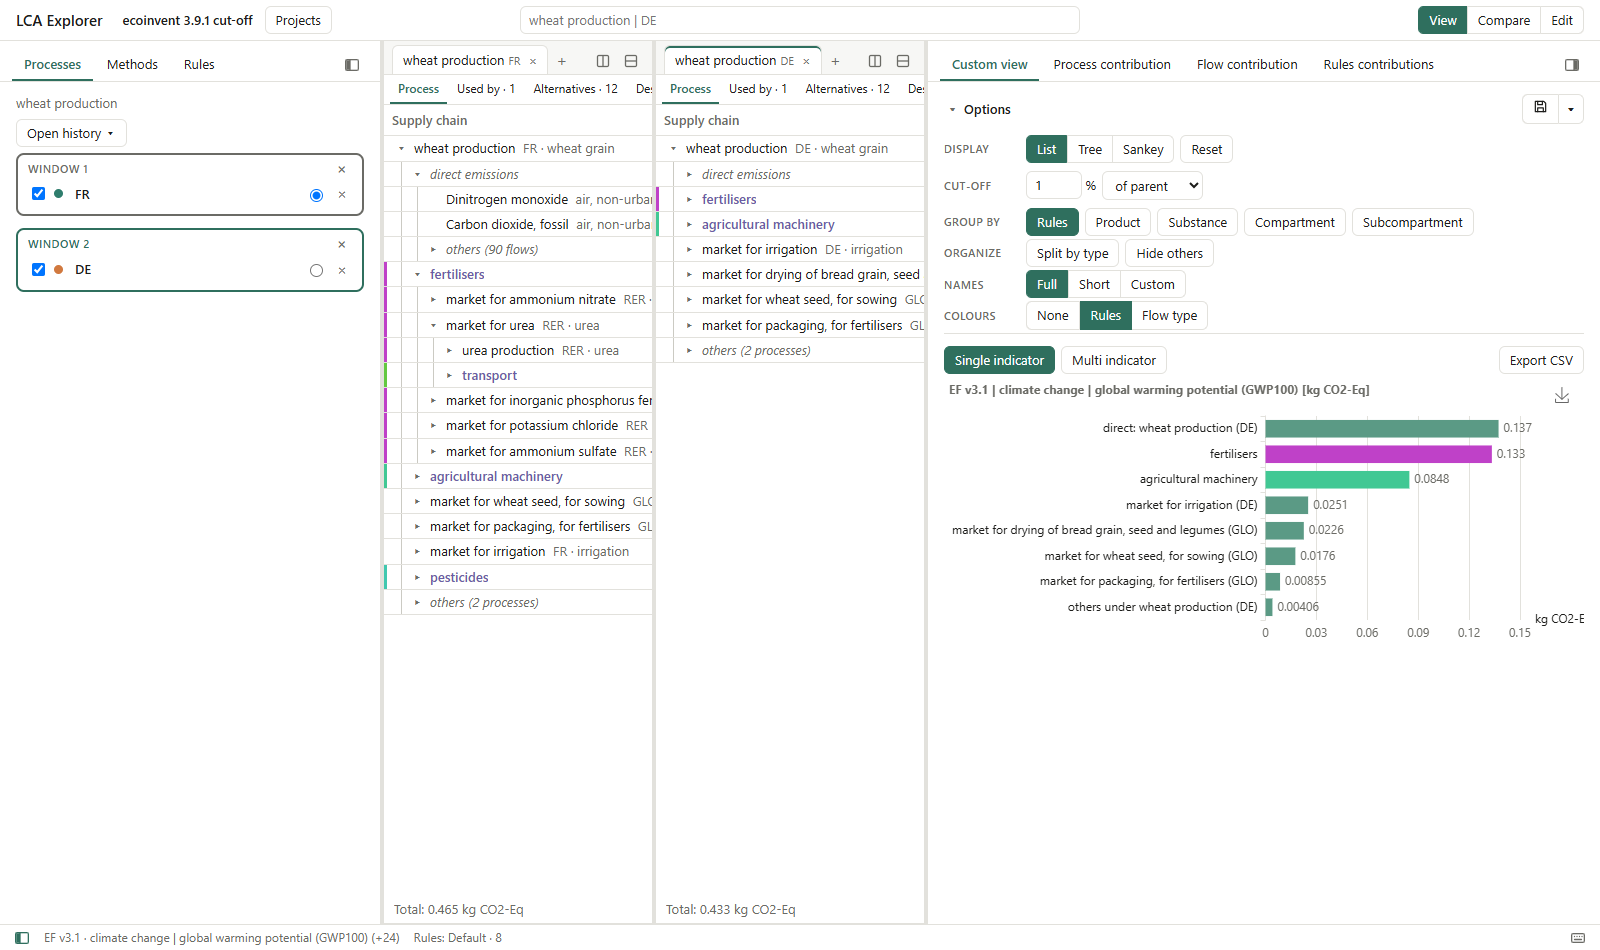 LCA Explorer
ecoinvent 3.9.1 cut-off
Projects
wheat production | DE
View
Compare
Edit
Processes
Methods
Rules
wheat production
Open history
WINDOW 1
FR
WINDOW 2
DE
wheat production FR
Process
Used by · 1
Alternatives · 12
Des
Supply chain
wheat production FR · wheat grain
direct emissions
Dinitrogen monoxide air, non-urba
Carbon dioxide, fossil air, non-urba
others (90 flows)
fertilisers
market for ammonium nitrate RER ·
market for urea RER · urea
urea production RER · urea
transport
market for inorganic phosphorus fer
market for potassium chloride RER
market for ammonium sulfate RER ·
agricultural machinery
market for wheat seed, for sowing GLO
market for packaging, for fertilisers GL
market for irrigation FR · irrigation
pesticides
others (2 processes)
Total: 0.465 kg CO2-Eq
wheat production DE
Process
Used by · 1
Alternatives · 12
Des
Supply chain
wheat production DE · wheat grain
direct emissions
fertilisers
agricultural machinery
market for irrigation DE · irrigation
market for drying of bread grain, seed
market for wheat seed, for sowing GLO
market for packaging, for fertilisers GL
others (2 processes)
Total: 0.433 kg CO2-Eq
Custom view
Process contribution
Flow contribution
Rules contributions
Options
DISPLAY
List
Tree
Sankey
Reset
CUT-OFF
1
%
of parent
GROUP BY
Rules
Product
Substance
Compartment
Subcompartment
ORGANIZE
Split by type
Hide others
NAMES
Full
Short
Custom
COLOURS
None
Rules
Flow type
Single indicator
Multi indicator
Export CSV
EF v3.1 | climate change | global warming potential (GWP100) [kg CO2-Eq]
direct: wheat production (DE) 0.137
fertilisers 0.133
agricultural machinery 0.0848
market for irrigation (DE) 0.0251
market for drying of bread grain, seed and legumes (GLO) 0.0226
market for wheat seed, for sowing (GLO) 0.0176
market for packaging, for fertilisers (GLO) 0.00855
others under wheat production (DE) 0.00406
kg CO2-E
0 0.03 0.06 0.09 0.12 0.15
EF v3.1 · climate change | global warming potential (GWP100) (+24)
Rules: Default · 8